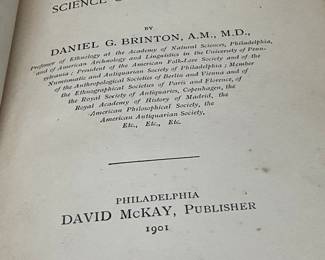 SCIENCE
BY
DANIEL G. BRINTON, A.M., M.D.,
Professor of Ethnology at the Academy of Natural Sciences, Philadelphia,
and of American Archæology and Linguistics in the University of Penn-
sylvania; President of the American Folk-Lore Society and of the
Numismatic and Antiquarian Society of Philadelphia; Member
of the Anthropological Societies of Berlin and Vienna and of
the Ethnographical Societies of Paris and Florence, of
the Royal Society of Antiquaries, Copenhagen, the
Royal Academy of History of Madrid, the
American Philosophical Society, the
American Antiquarian Society,
Etc., Etc., Etc.
PHILADELPHIA
DAVID McKAY, PUBLISHER
1901